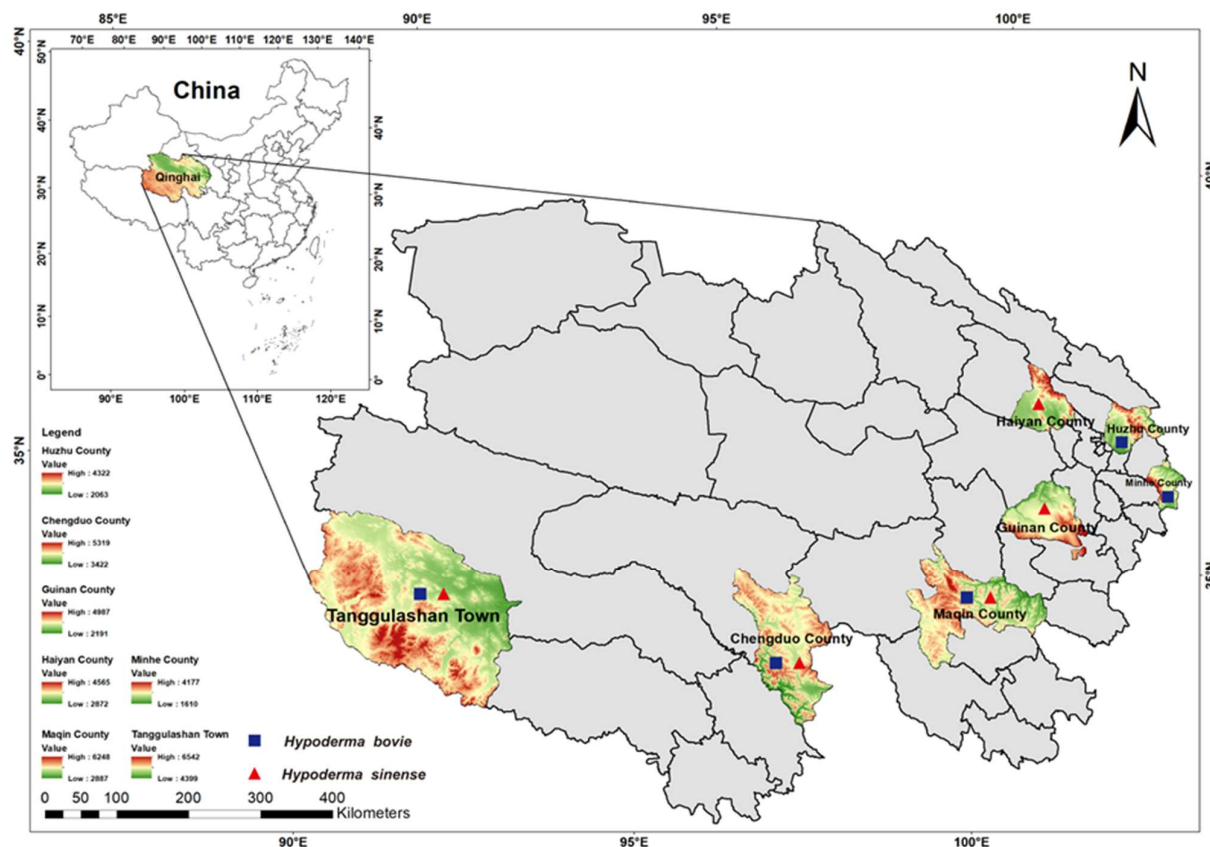 85°E 90°E 95°E 100°E
70°E 80°E 90°E 100°E 110°E 120°E 130°E 140°E
40°N
50°N
40°N
30°N
20°N
10°N
0°
China
Qinghai
40°N
30°N
20°N
10°N
0°
90°E 100°E 110°E 120°E
N
40°N
35°N
35°N
Haiyan County
Huzhu County
Minhe County
Guinan County
Maqin County
Chengduo County
Tanggulashan Town
Legend
Huzhu County
Value
High : 4322
Low : 2063
Chengduo County
Value
High : 5319
Low : 3422
Guinan County
Value
High : 4987
Low : 2191
Haiyan County
Value
High : 4565
Low : 2872
Minhe County
Value
High : 4177
Low : 1610
Maqin County
Value
High : 6248
Low : 2887
Tanggulashan Town
Value
High : 6542
Low : 4399
Hypoderma bovie
Hypoderma sinense
0 50 100 200 300 400
Kilometers
90°E 95°E 100°E